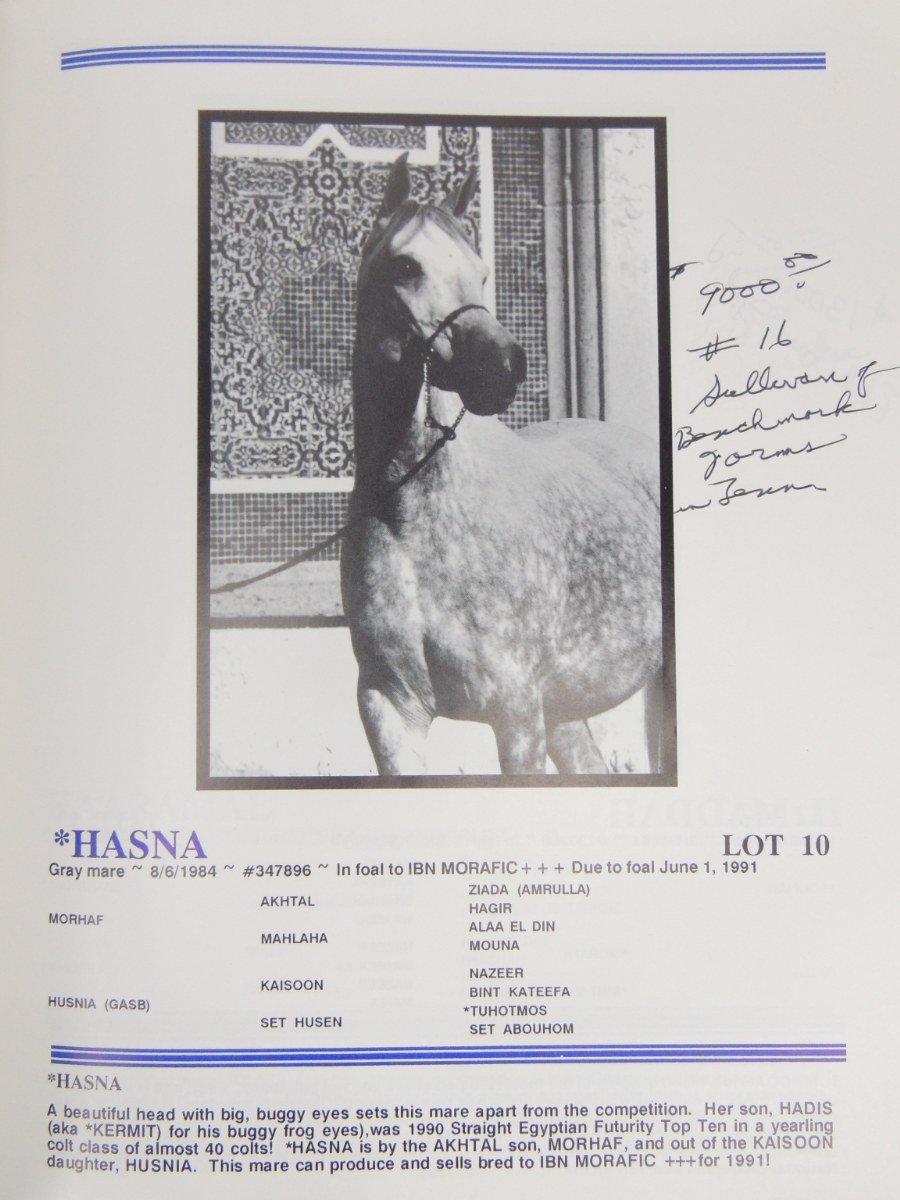 $ 9000.00
# 16
Sullivan of
Benchmark
Farms
in
*HASNA LOT 10
Gray mare ~ 8/6/1984 ~ #347896 ~ In foal to IBN MORAFIC+ + + Due to foal June 1, 1991
ZIADA (AMRULLA)
AKHTAL
HAGIR
MORHAF
ALAA EL DIN
MAHLAHA
MOUNA
NAZEER
KAISOON
BINT KATEEFA
HUSNIA (GASB)
*TUHOTMOS
SET HUSEN
SET ABOUHOM
*HASNA
A beautiful head with big, buggy eyes sets this mare apart from the competition. Her son, HADIS
(aka *KERMIT) for his buggy frog eyes),was 1990 Straight Egyptian Futurity Top Ten in a yearling
colt class of almost 40 colts! *HASNA is by the AKHTAL son, MORHAF, and out of the KAISOON
daughter, HUSNIA. This mare can produce and sells bred to IBN MORAFIC +++for 1991!